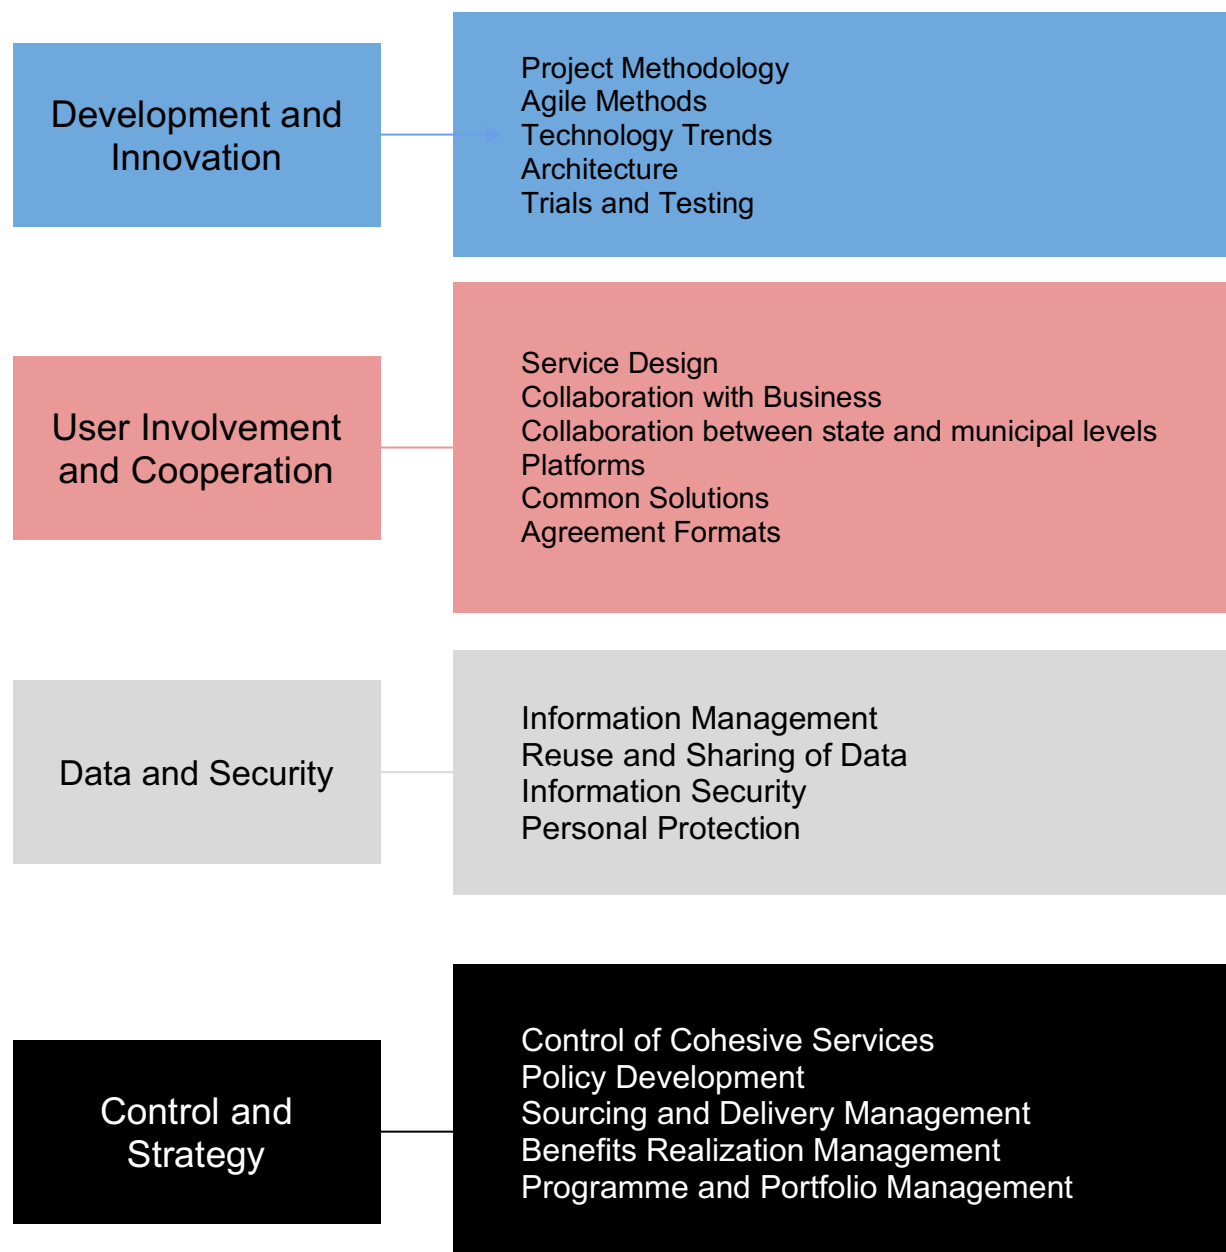 Development and
Innovation
Project Methodology
Agile Methods
Technology Trends
Architecture
Trials and Testing
User Involvement
and Cooperation
Service Design
Collaboration with Business
Collaboration between state and municipal levels
Platforms
Common Solutions
Agreement Formats
Data and Security
Information Management
Reuse and Sharing of Data
Information Security
Personal Protection
Control and
Strategy
Control of Cohesive Services
Policy Development
Sourcing and Delivery Management
Benefits Realization Management
Programme and Portfolio Management